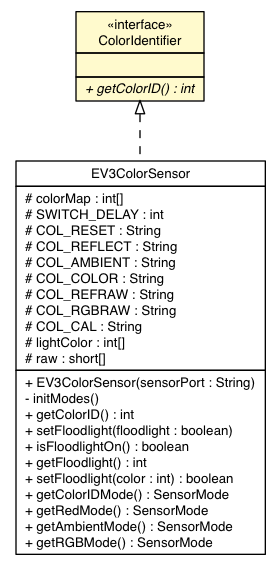 «interface»
ColorIdentifier
+ getColorID() : int
EV3ColorSensor
# colorMap : int[]
# SWITCH_DELAY : int
# COL_RESET : String
# COL_REFLECT : String
# COL_AMBIENT : String
# COL_COLOR : String
# COL_REFRAW : String
# COL_RGBRAW : String
# COL_CAL : String
# lightColor : int[]
# raw : short[]
+ EV3ColorSensor(sensorPort : String)
- initModes()
+ getColorID() : int
+ setFloodlight(floodlight : boolean)
+ isFloodlightOn() : boolean
+ getFloodlight() : int
+ setFloodlight(color : int) : boolean
+ getColorIDMode() : SensorMode
+ getRedMode() : SensorMode
+ getAmbientMode() : SensorMode
+ getRGBMode() : SensorMode